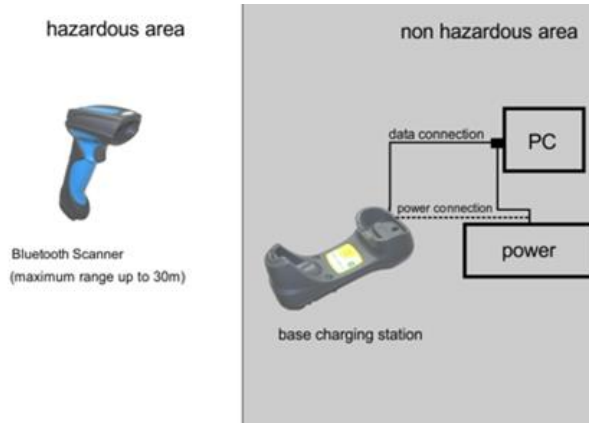 hazardous area
non hazardous area
data connection
PC
power connection
power
Bluetooth Scanner
(maximum range up to 30m)
base charging station